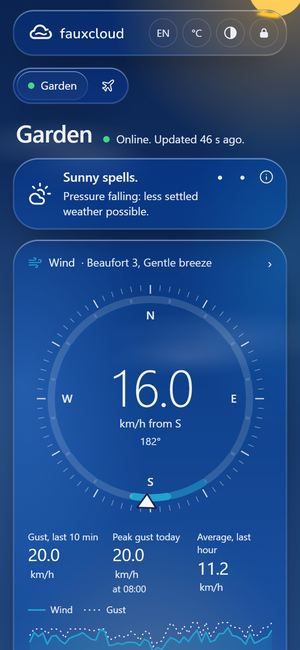 fauxcloud EN °C
Garden
Garden Online. Updated 46 s ago.
Sunny spells.
Pressure falling: less settled
weather possible.
Wind · Beaufort 3, Gentle breeze
N
W E
16.0
km/h from S
182°
S
Gust, last 10 min Peak gust today Average, last
hour
20.0 20.0 11.2
km/h km/h km/h
at 08:00
Wind Gust